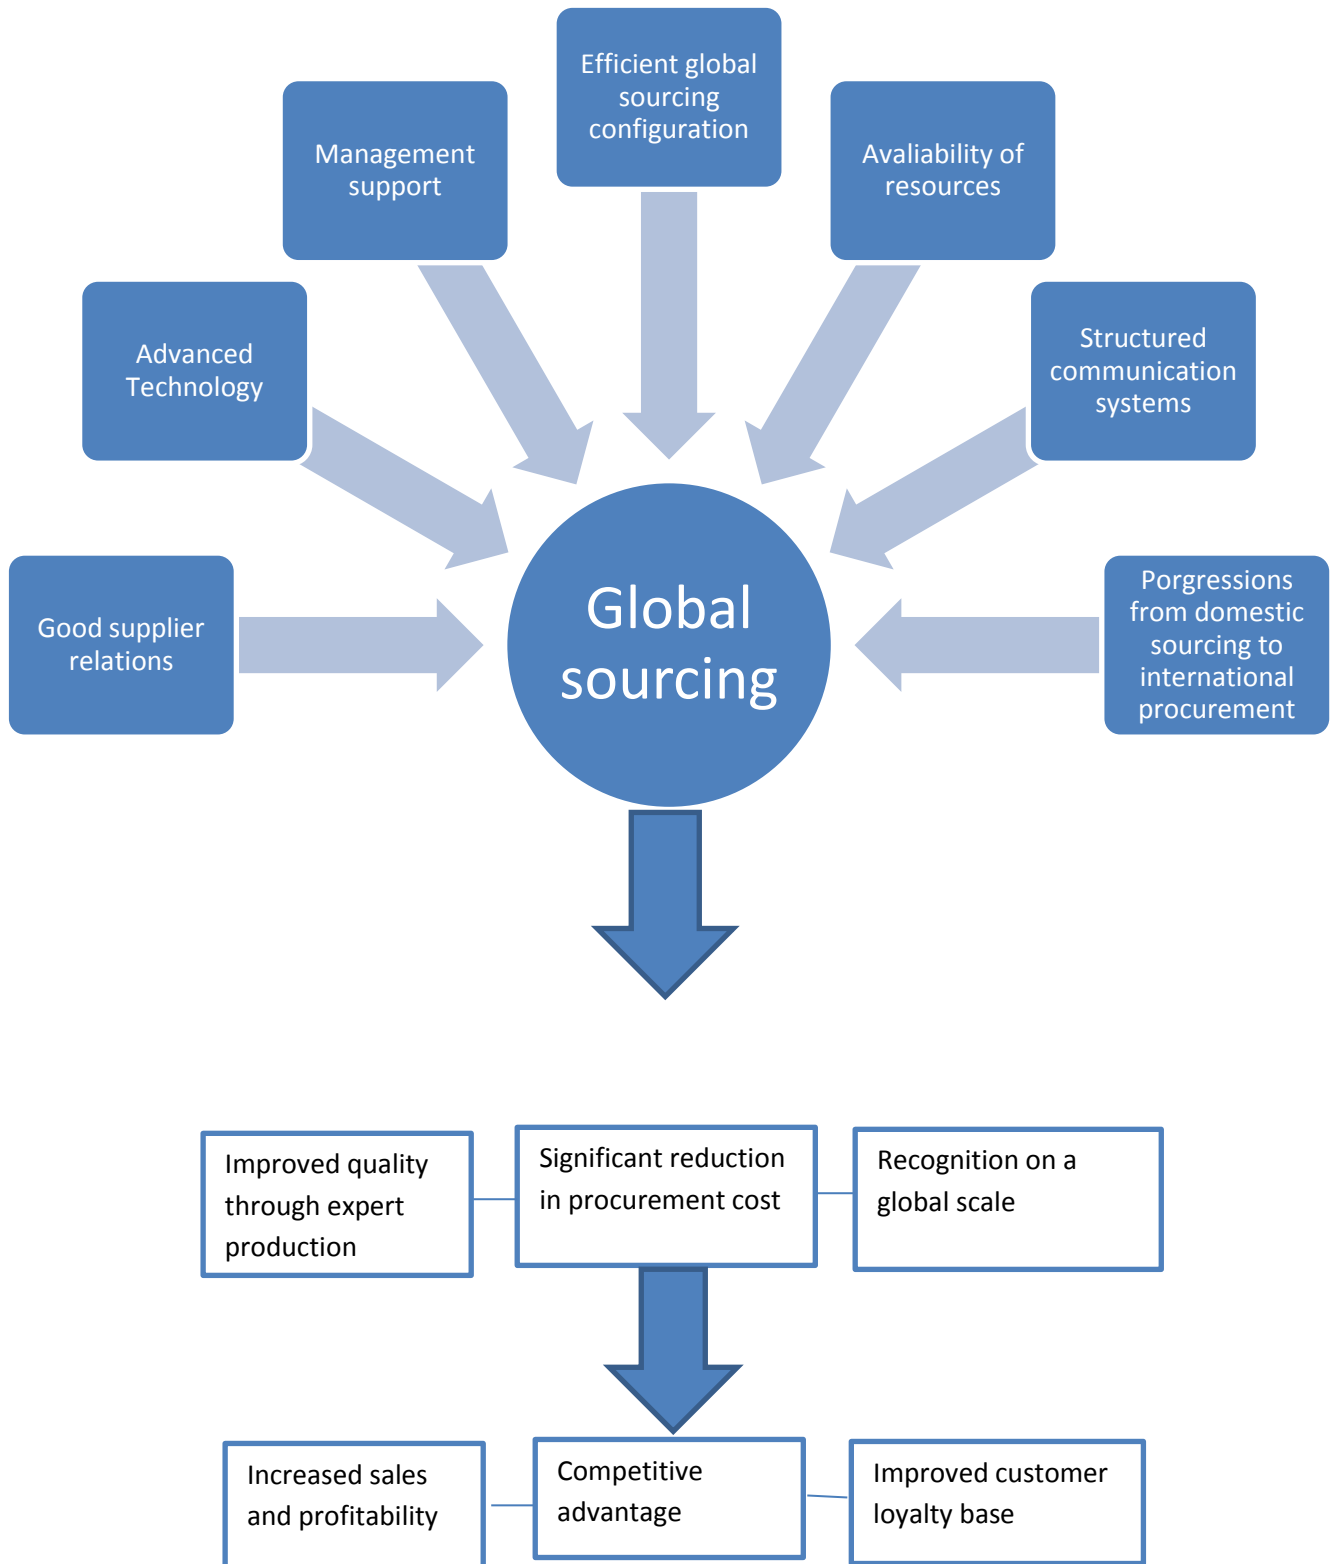 Efficient global
sourcing
configuration
Management
support
Avaliability of
resources
Advanced
Technology
Structured
communication
systems
Good supplier
relations
Global
sourcing
Porgressions
from domestic
sourcing to
international
procurement
Improved quality
through expert
production
Significant reduction
in procurement cost
Recognition on a
global scale
Increased sales
and profitability
Competitive
advantage
Improved customer
loyalty base